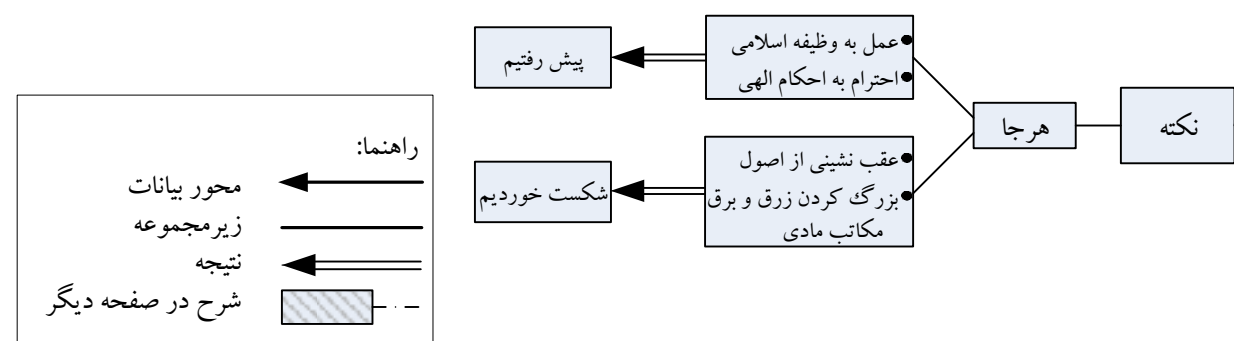 نکته
هرجا
عمل به وظیفه اسلامی
احترام به احکام الهی
پیش رفتیم
عقب نشینی از اصول
بزرگ کردن زرق و برق
مکاتب مادی
شکست خوردیم
راهنما:
محور بیانات
زیرمجموعه
نتیجه
شرح در صفحه دیگر